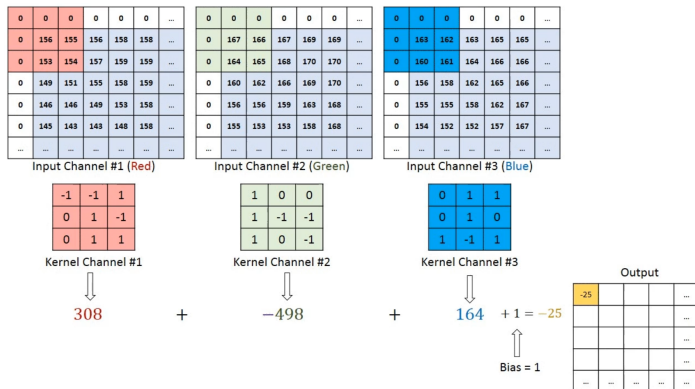 0 0 0 0 0 0 ...
0 156 155 156 158 158 ...
0 153 154 157 159 159 ...
0 149 151 155 158 159 ...
0 146 146 149 153 158 ...
0 145 143 143 148 158 ...
... ... ... ... ... ... ...
Input Channel #1 (Red)
0 0 0 0 0 0 ...
0 167 166 167 169 169 ...
0 164 165 168 170 170 ...
0 160 162 166 169 170 ...
0 156 156 159 163 168 ...
0 155 153 153 158 168 ...
... ... ... ... ... ... ...
Input Channel #2 (Green)
0 0 0 0 0 0 ...
0 163 162 163 165 165 ...
0 160 161 164 166 166 ...
0 156 158 162 165 166 ...
0 155 155 158 162 167 ...
0 154 152 152 157 167 ...
... ... ... ... ... ... ...
Input Channel #3 (Blue)
-1 -1 1
0 1 -1
0 1 1
Kernel Channel #1
1 0 0
1 -1 -1
1 0 -1
Kernel Channel #2
0 1 1
0 1 0
1 -1 1
Kernel Channel #3
308 + −498 + 164 + 1 = −25
Bias = 1
Output
-25 ...
...
...
...
... ... ... ... ...